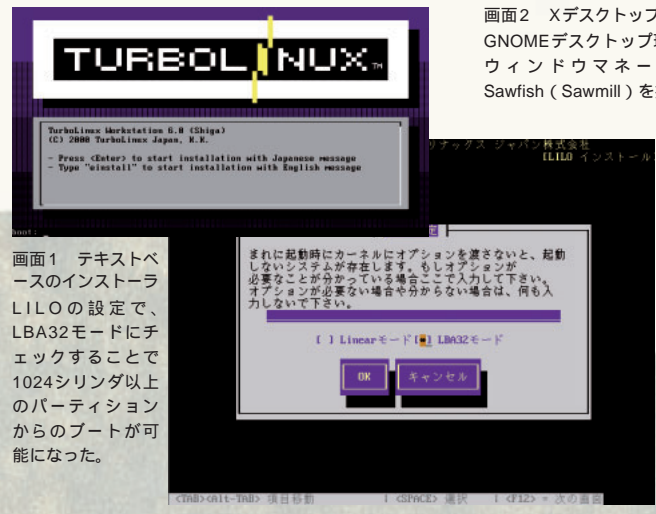 TURBOLINUX TM
TurboLinux Workstation 6.0 (Shiga)
(C) 2000 TurboLinux Japan, K.K.
- Press <Enter> to start installation with Japanese message
- Type "einstall" to start installation with English message
boot:
画面2 Xデスクトップ
GNOMEデスクトップ
ウィンドウマネー
Sawfish(Sawmill)を
リナックス ジャパン株式会社
[LILO インストール
まれに起動時にカーネルにオプションを渡さないと、起動
しないシステムが存在します。もしオプションが
必要なことが分かっている場合ここで入力して下さい。
オプションが必要ない場合や分からない場合は、何も入
力しないで下さい。
[ ] Linearモード [*] LBA32モード
OK キャンセル
<TAB><Alt-TAB> 項目移動 | <SPACE> 選択 | <F12> = 次の画面
画面1 テキストベ
ースのインストーラ
LILOの設定で、
LBA32モードにチ
ェックすることで
1024シリンダ以上
のパーティション
からのブートが可
能になった。